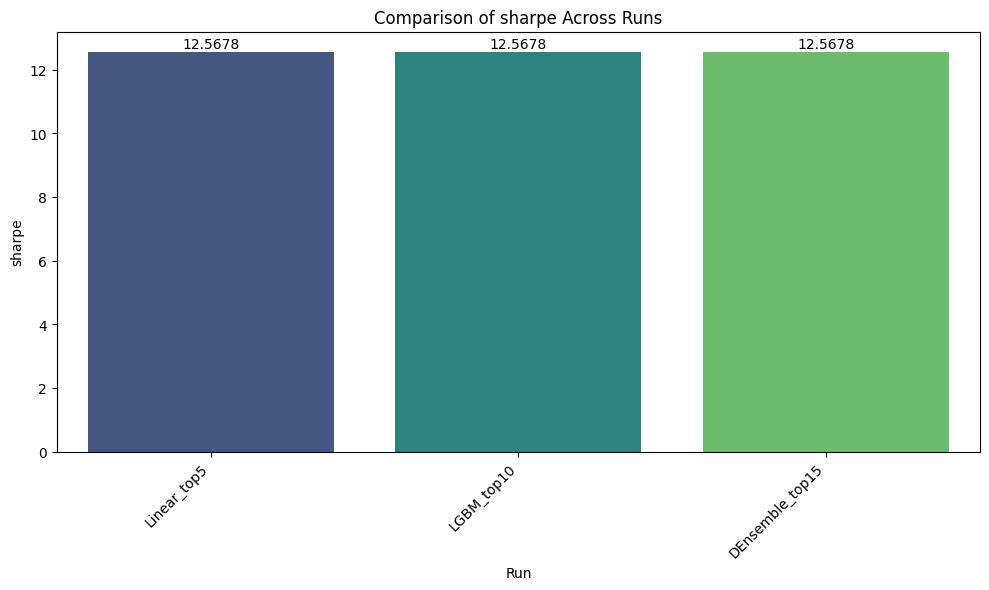 Comparison of sharpe Across Runs
12.5678 12.5678 12.5678
12
10
8
6
4
2
0
sharpe
Linear_top5 LGBM_top10 DEnsemble_top15
Run